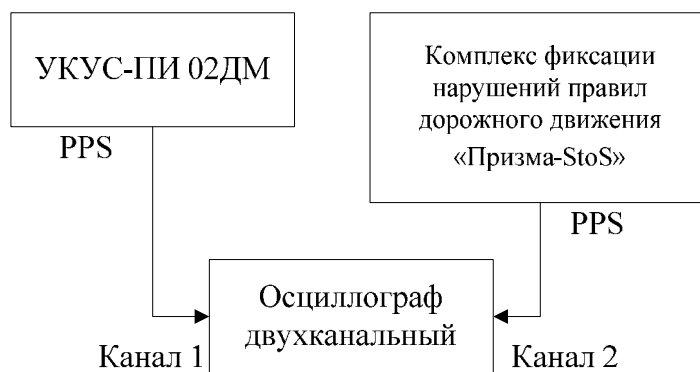 УКУС-ПИ 02ДМ
PPS
Комплекс фиксации
нарушений правил
дорожного движения
«Призма-StoS»
PPS
Осциллограф
двухканальный
Канал 1
Канал 2